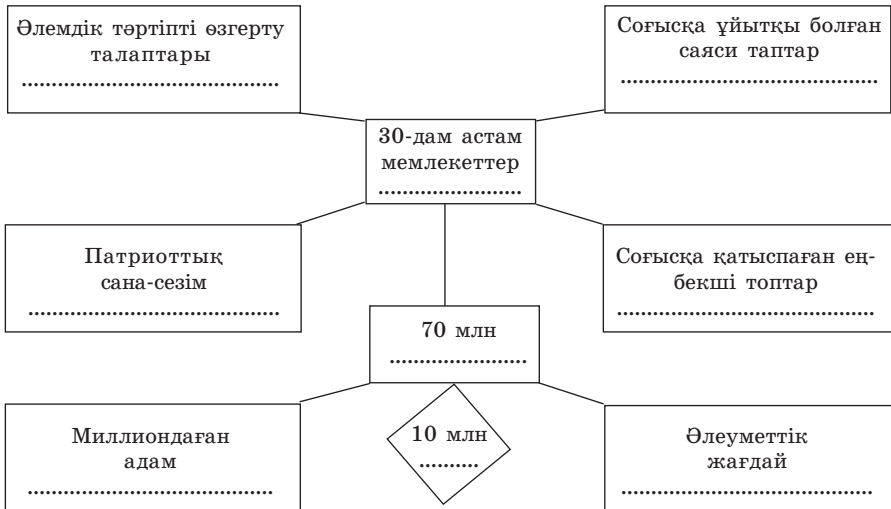 Әлемдік тәртіпті өзгерту
талаптары
...........................................
Соғысқа ұйытқы болған
саяси таптар
...........................................
30-дам астам
мемлекеттер
........................
Патриоттық
сана-сезім
..........................................
Соғысқа қатыспаған ең-
бекші топтар
...........................................
70 млн
.......................
Миллиондаған
адам
.........................................
10 млн
..........
Әлеуметтік
жағдай
..........................................